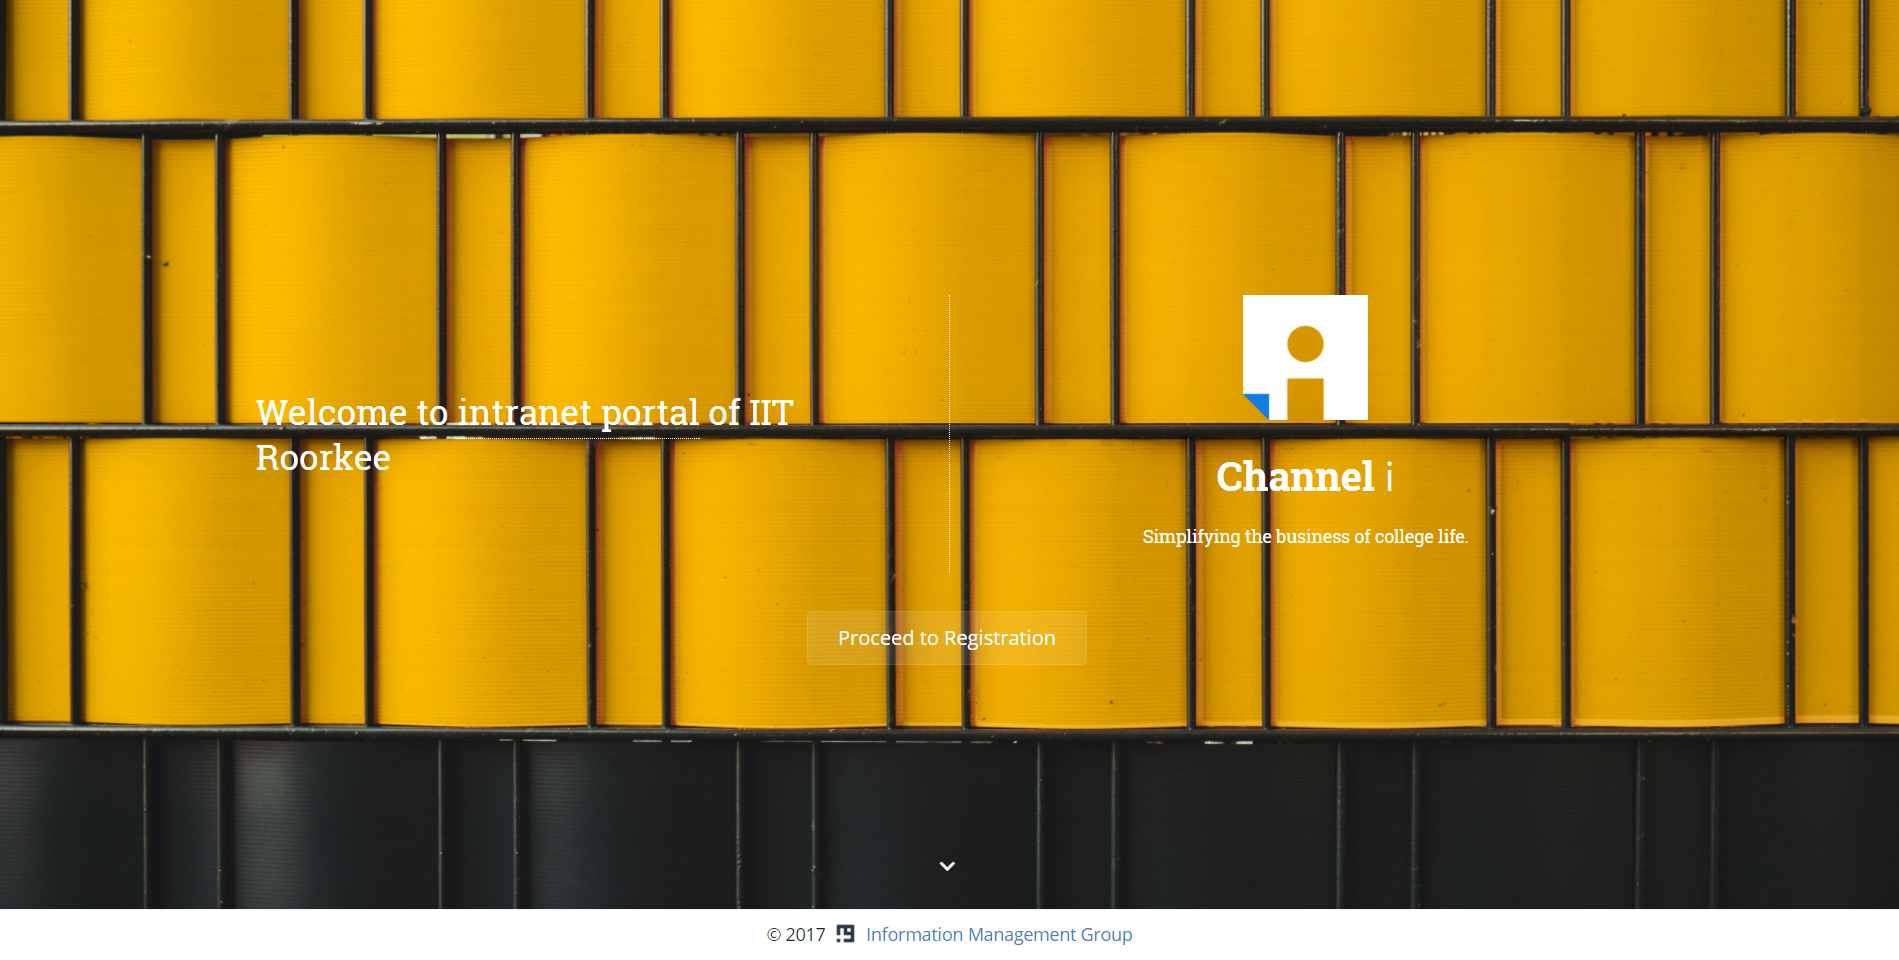 Welcome to intranet portal of IIT
Roorkee
Channel i
Simplifying the business of college life.
Proceed to Registration
© 2017 Information Management Group